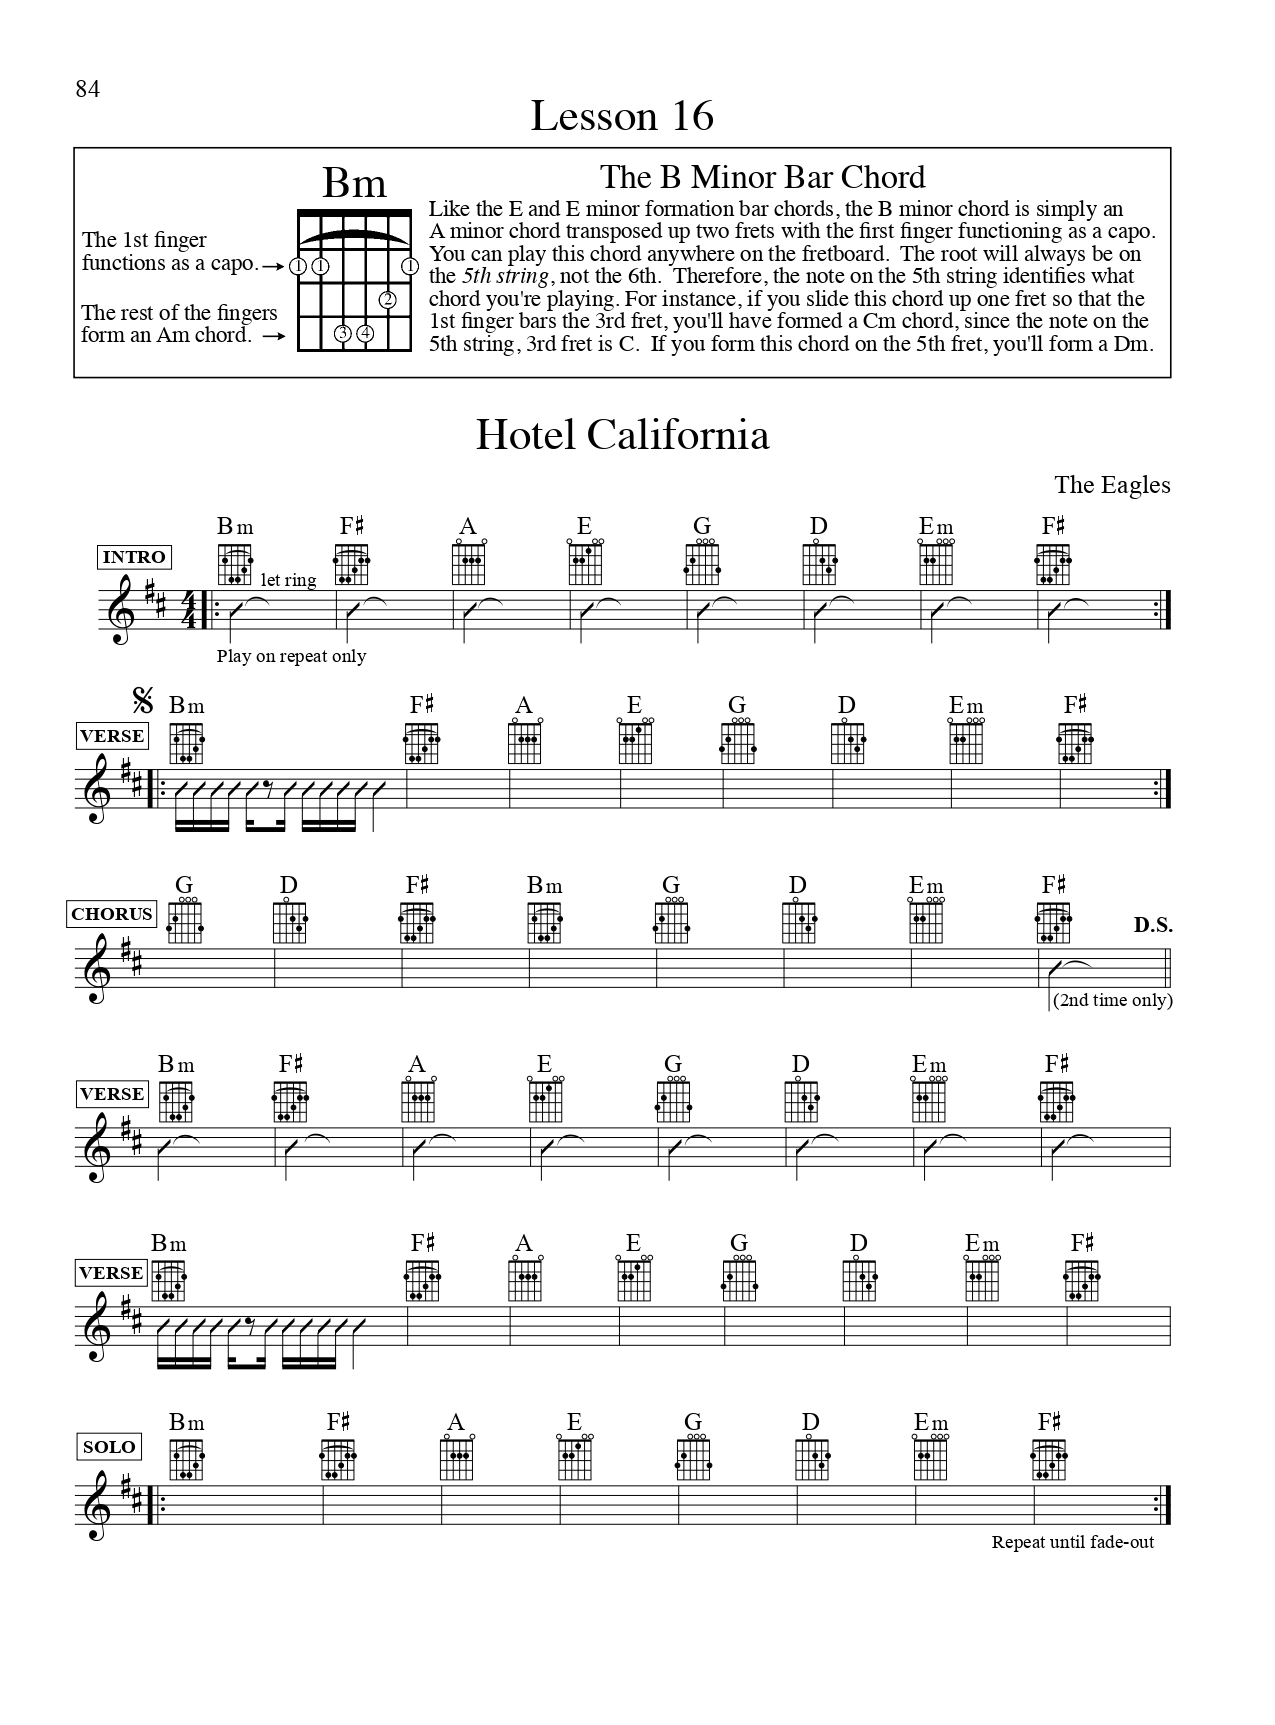 84
Lesson 16
Bm
The B Minor Bar Chord
Like the E and E minor formation bar chords, the B minor chord is simply an
A minor chord transposed up two frets with the first finger functioning as a capo.
You can play this chord anywhere on the fretboard. The root will always be on
the 5th string, not the 6th. Therefore, the note on the 5th string identifies what
chord you're playing. For instance, if you slide this chord up one fret so that the
1st finger bars the 3rd fret, you'll have formed a Cm chord, since the note on the
5th string, 3rd fret is C. If you form this chord on the 5th fret, you'll form a Dm.
The 1st finger
functions as a capo.
1 1 1
2
The rest of the fingers
form an Am chord.
3 4
Hotel California
The Eagles
Bm F♯ A E G D Em F♯
INTRO
let ring
4
4
Play on repeat only
Bm F♯ A E G D Em F♯
VERSE
G D F♯ Bm G D Em F♯
CHORUS
D.S.
(2nd time only)
Bm F♯ A E G D Em F♯
VERSE
Bm F♯ A E G D Em F♯
VERSE
Bm F♯ A E G D Em F♯
SOLO
Repeat until fade-out